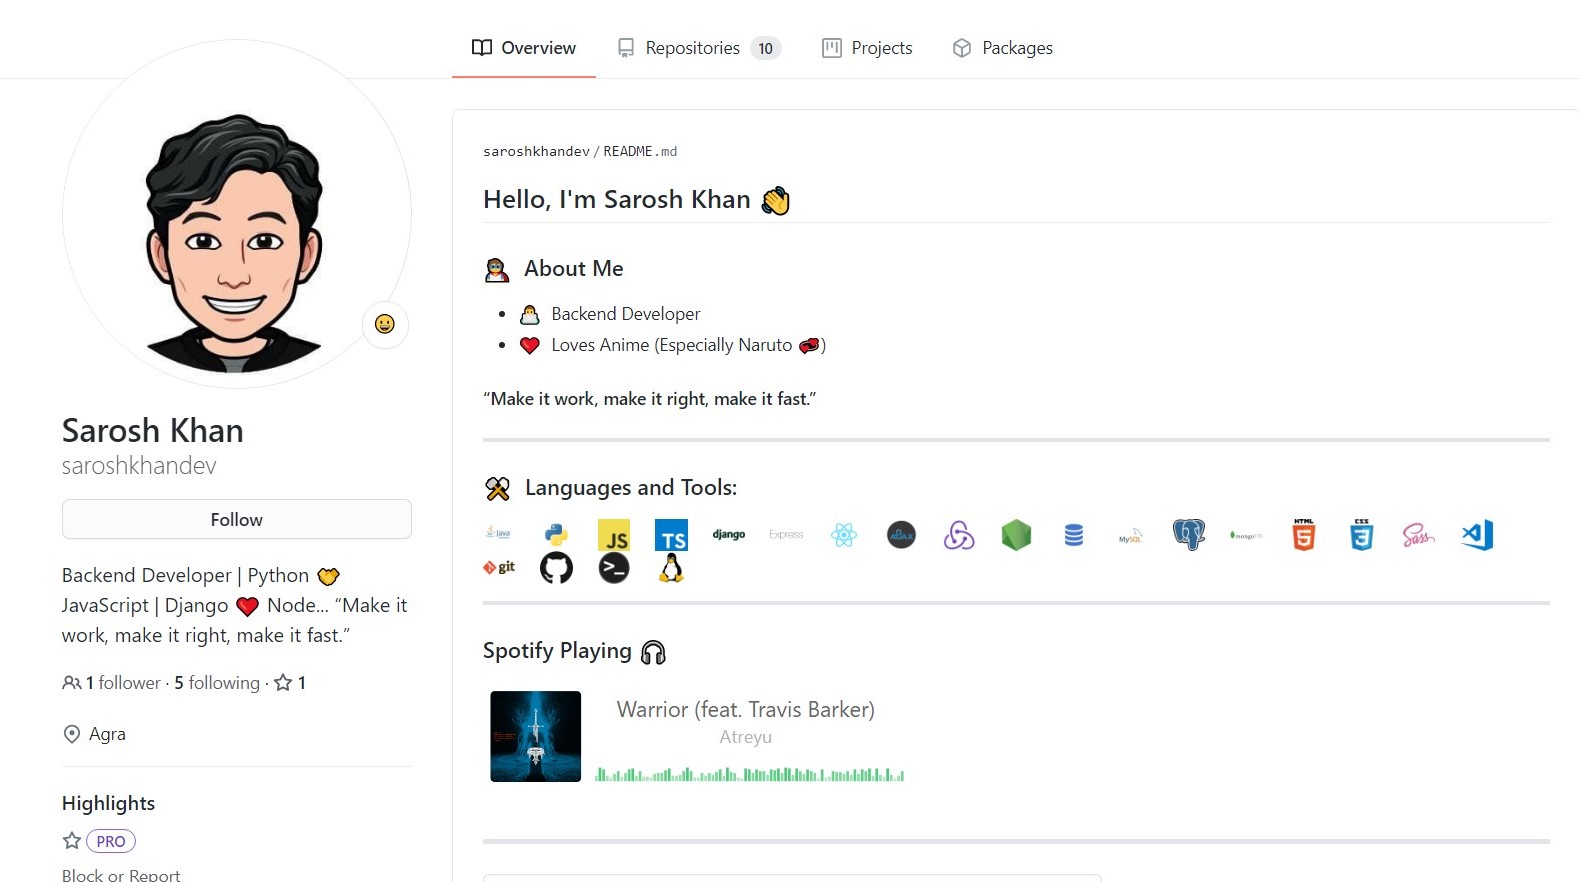 Overview Repositories 10 Projects Packages
saroshkhandev / README.md
Hello, I'm Sarosh Khan
About Me
Backend Developer
Loves Anime (Especially Naruto )
“Make it work, make it right, make it fast.”
Sarosh Khan
saroshkhandev
Follow
Backend Developer | Python
JavaScript | Django Node... “Make it
work, make it right, make it fast.”
1 follower · 5 following · 1
Agra
Highlights
PRO
Block or Report
Languages and Tools:
Java JS TS django Express AJAX MySQL mongoDB HTML 5 CSS 3 Sass
git >_
Spotify Playing
Warrior (feat. Travis Barker)
Atreyu